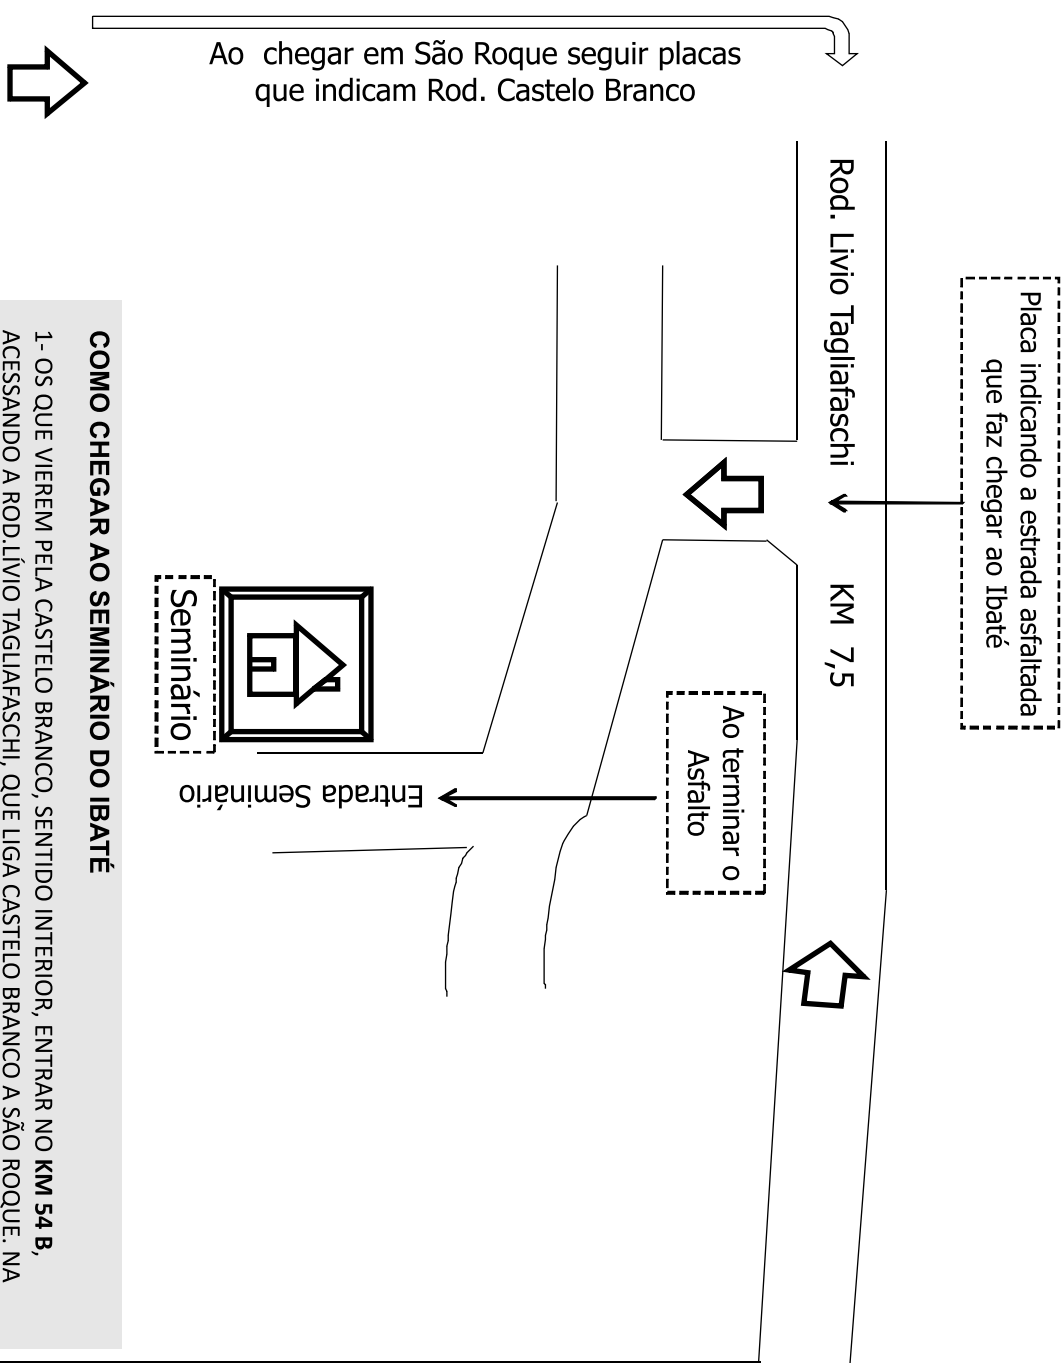 Ao chegar em São Roque seguir placas
que indicam Rod. Castelo Branco
Placa indicando a estrada asfaltada
que faz chegar ao Ibaté
Rod. Livio Tagliafaschi
KM 7,5
Ao terminar o
Asfalto
Entrada Seminário
Seminário
COMO CHEGAR AO SEMINÁRIO DO IBATÉ
1- OS QUE VIEREM PELA CASTELO BRANCO, SENTIDO INTERIOR, ENTRAR NO KM 54 B,
ACESSANDO A ROD.LÍVIO TAGLIAFASCHI, QUE LIGA CASTELO BRANCO A SÃO ROQUE. NA